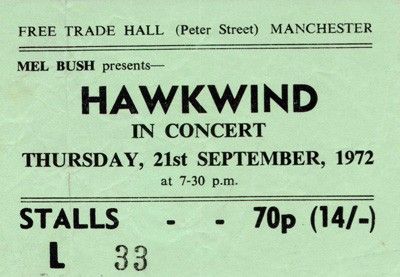 FREE TRADE HALL (Peter Street) MANCHESTER
MEL BUSH presents—
HAWKWIND
IN CONCERT
THURSDAY, 21st SEPTEMBER, 1972
at 7-30 p.m.
STALLS - - 70p (14/-)
L 33